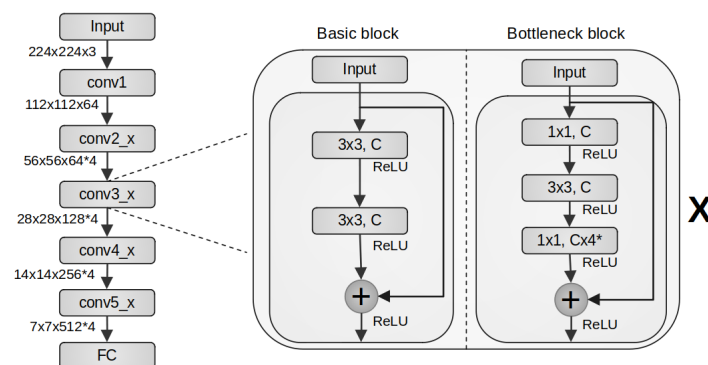 Input
224x224x3
conv1
112x112x64
conv2_x
56x56x64*4
conv3_x
28x28x128*4
conv4_x
14x14x256*4
conv5_x
7x7x512*4
FC
Basic block
Input
3x3, C
ReLU
3x3, C
ReLU
+
ReLU
Bottleneck block
Input
1x1, C
ReLU
3x3, C
ReLU
1x1, Cx4*
ReLU
+
ReLU
X